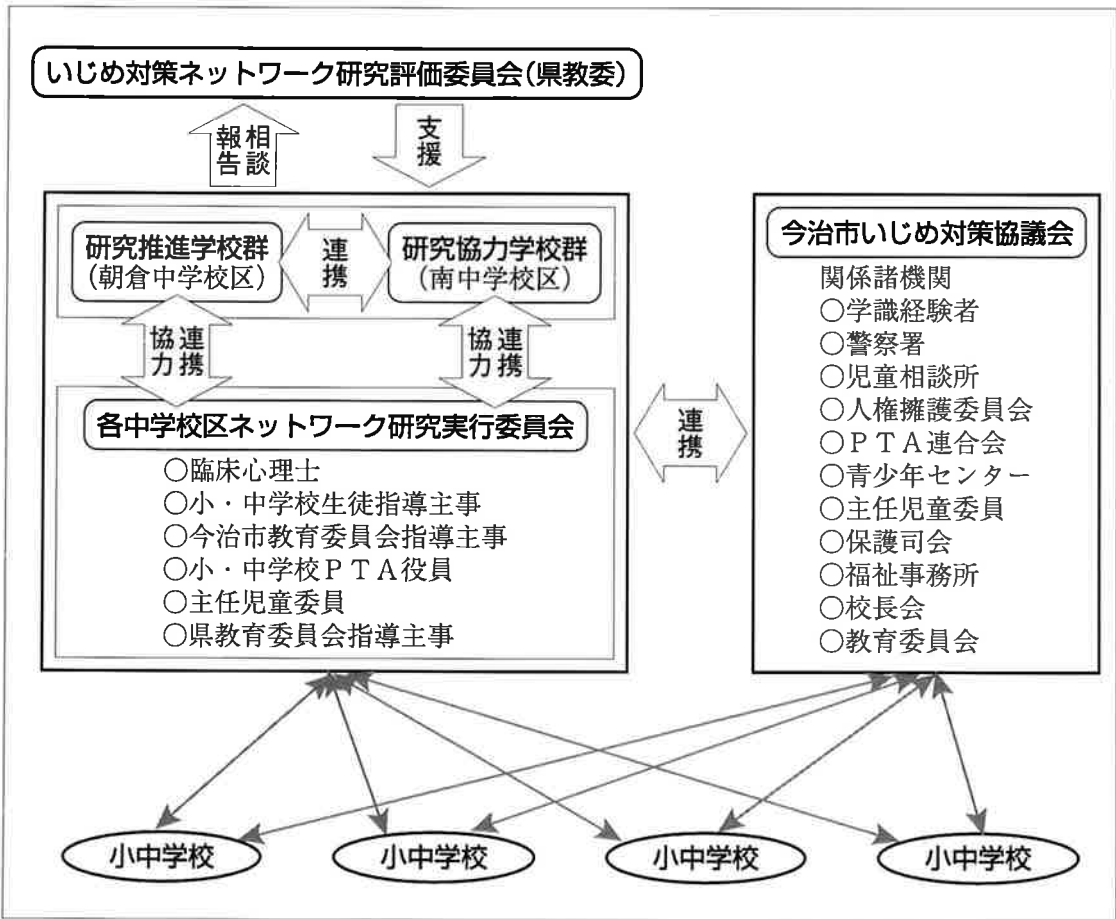 いじめ対策ネットワーク研究評価委員会(県教委)
相談
報告
支援
研究推進学校群
(朝倉中学校区)
連携
研究協力学校群
(南中学校区)
連携
協力
連携
協力
各中学校区ネットワーク研究実行委員会
○臨床心理士
○小・中学校生徒指導主事
○今治市教育委員会指導主事
○小・中学校PTA役員
○主任児童委員
○県教育委員会指導主事
連携
今治市いじめ対策協議会
関係諸機関
○学識経験者
○警察署
○児童相談所
○人権擁護委員会
○PTA連合会
○青少年センター
○主任児童委員
○保護司会
○福祉事務所
○校長会
○教育委員会
小中学校
小中学校
小中学校
小中学校